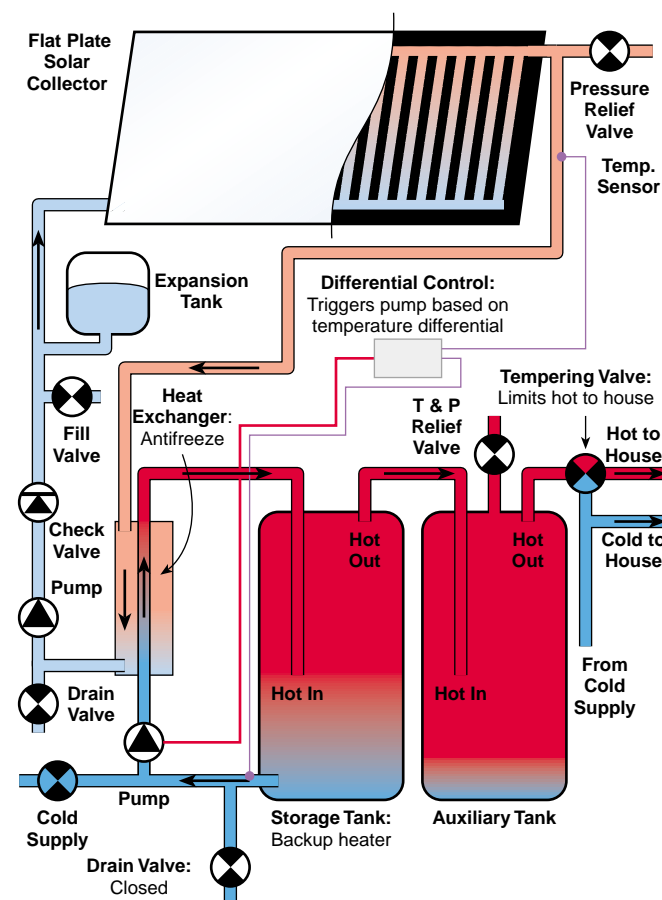 Flat Plate
Solar
Collector
Pressure
Relief
Valve
Temp.
Sensor
Expansion
Tank
Differential Control:
Triggers pump based on
temperature differential
Heat
Exchanger:
Antifreeze
Fill
Valve
T & P
Relief
Valve
Tempering Valve:
Limits hot to house
Hot to
House
Check
Valve
Hot
Out
Hot
Out
Cold to
House
Pump
Drain
Valve
Hot In
Hot In
From
Cold
Supply
Pump
Cold
Supply
Storage Tank:
Backup heater
Auxiliary Tank
Drain Valve:
Closed